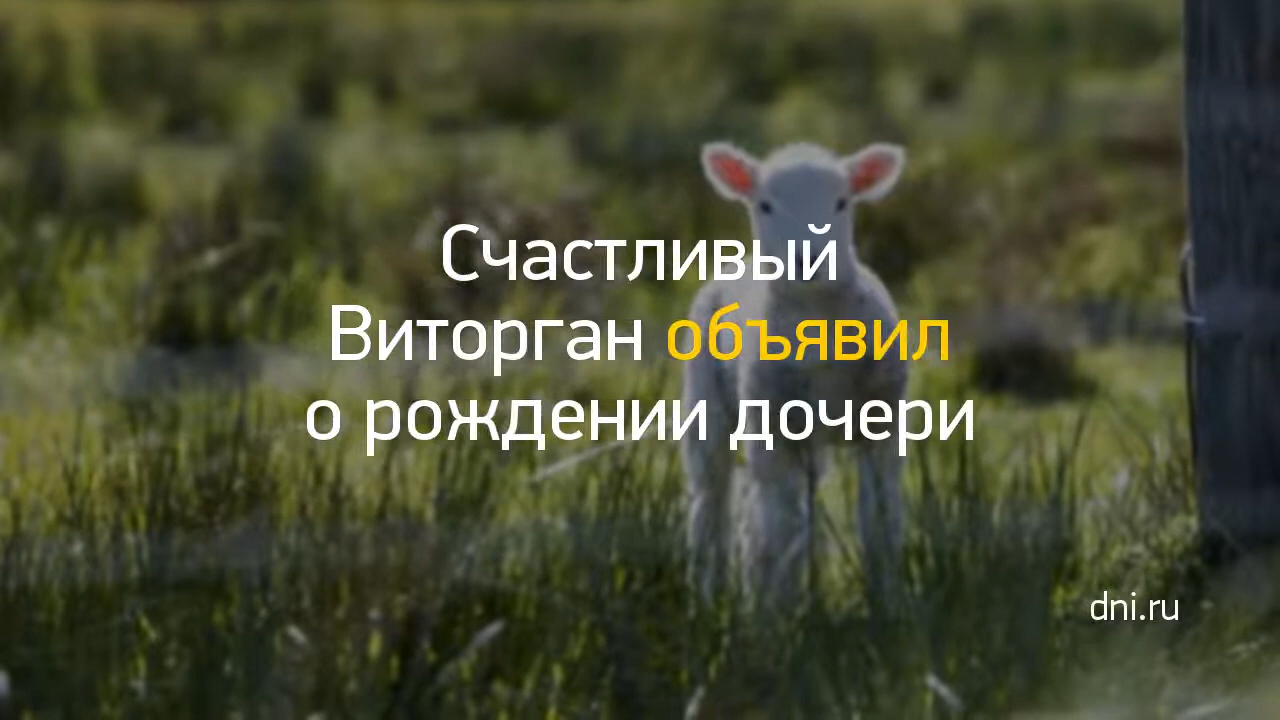 Счастливый
Виторган объявил
о рождении дочери
dni.ru